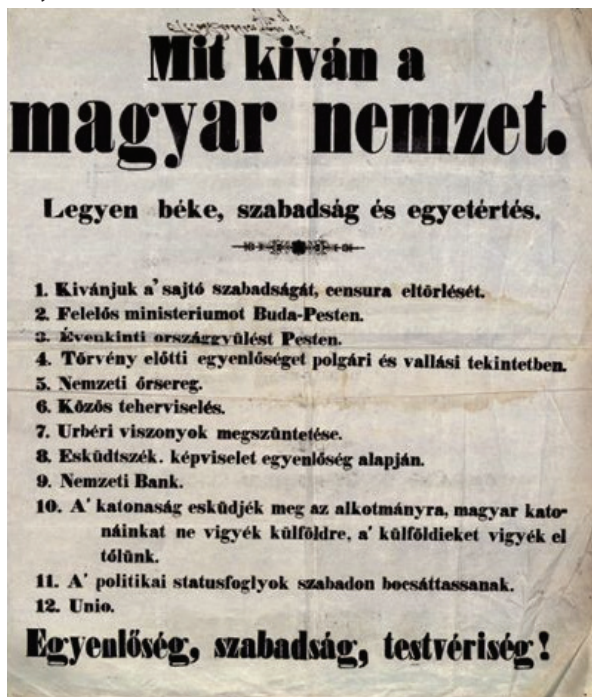 Mit kiván a
magyar nemzet.
Legyen béke, szabadság és egyetértés.
1. Kivánjuk a' sajtó szabadságát, censura eltörlését.
2. Felelős ministeriumot Buda-Pesten.
3. Évenkinti országgyülést Pesten.
4. Törvény előtti egyenlőséget polgári és vallási tekintetben.
5. Nemzeti őrsereg.
6. Közös teherviselés.
7. Urbéri viszonyok megszüntetése.
8. Esküdtszék. képviselet egyenlőség alapján.
9. Nemzeti Bank.
10. A' katonaság esküdjék meg az alkotmányra, magyar kato-
náinkat ne vigyék külföldre, a' külföldieket vigyék el
tőlünk.
11. A' politikai statusfoglyok szabadon bocsáttassanak.
12. Unio.
Egyenlőség, szabadság, testvériség!